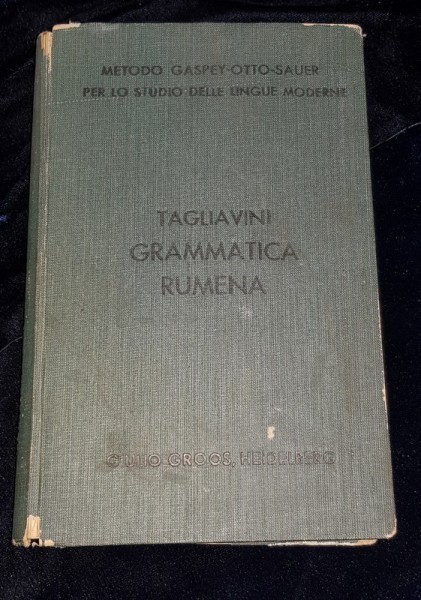 METODO GASPEY-OTTO-SAUER
PER LO STUDIO DELLE LINGUE MODERNE
TAGLIAVINI
GRAMMATICA
RUMENA
GIULIO GROOS, HEIDELBERG